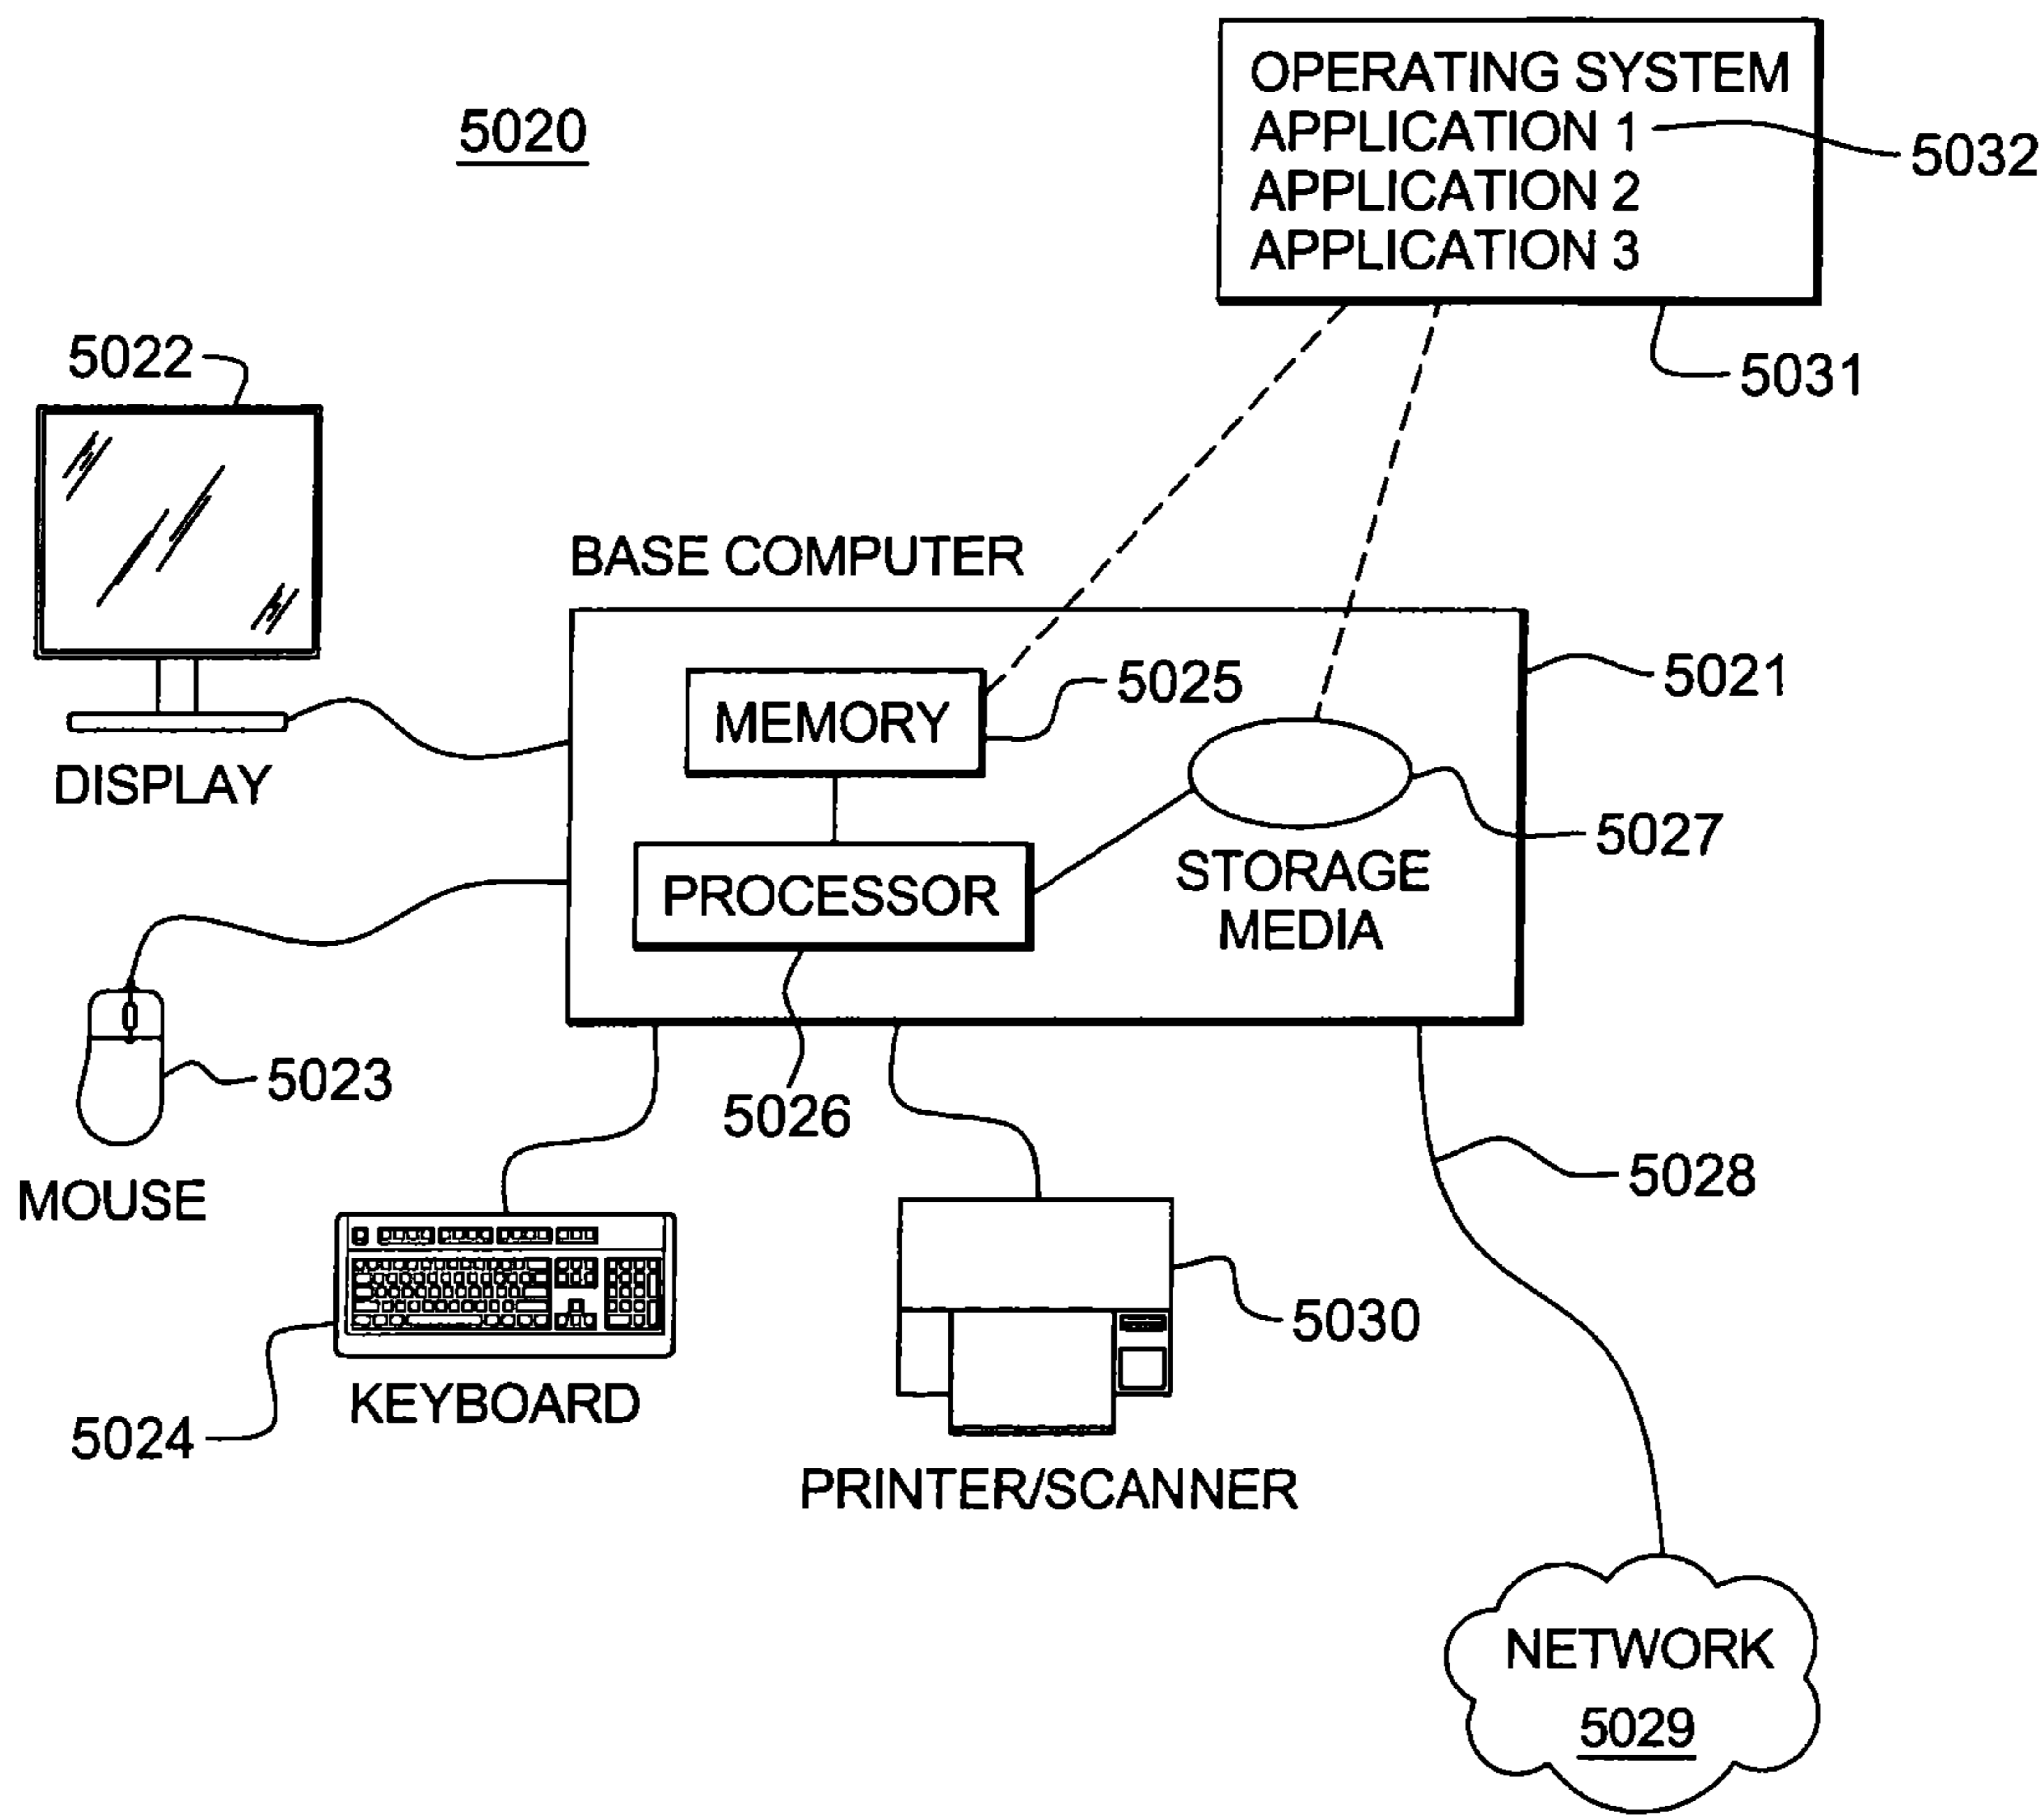 5020
OPERATING SYSTEM
APPLICATION 1
APPLICATION 2
APPLICATION 3
5032
5031
5022
DISPLAY
BASE COMPUTER
MEMORY
5025
5021
PROCESSOR
STORAGE
MEDIA
5027
5026
5023
MOUSE
5024
KEYBOARD
5030
PRINTER/SCANNER
5028
NETWORK
5029